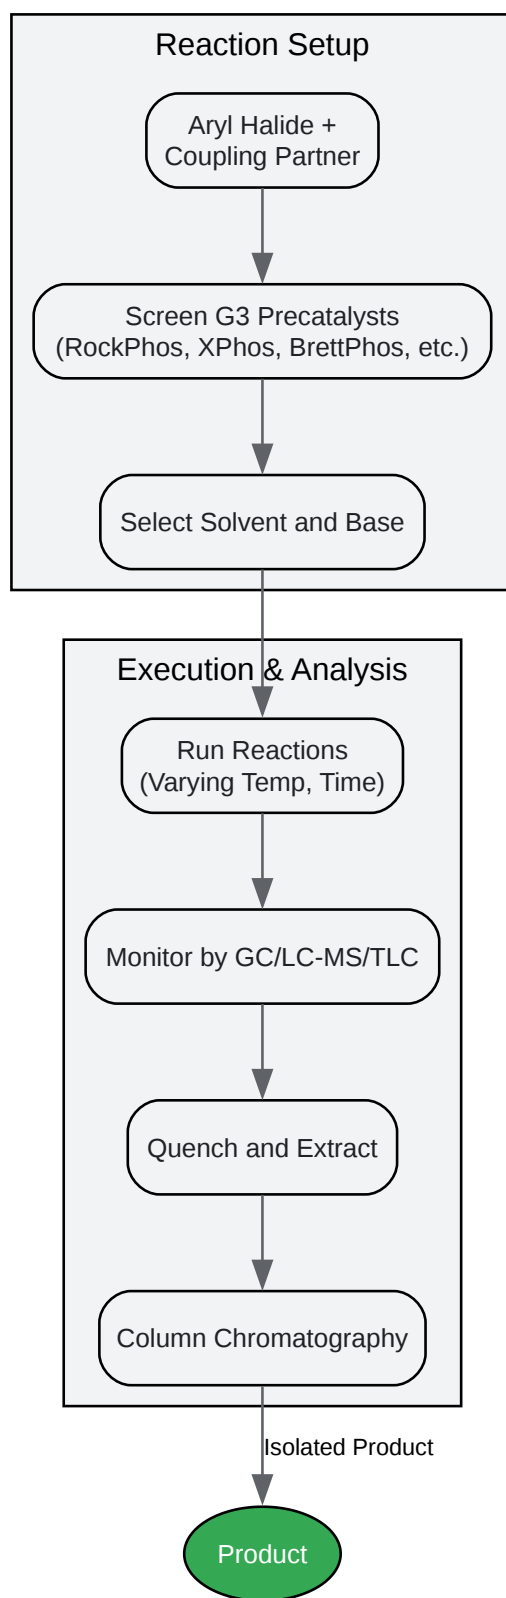 Reaction Setup
Aryl Halide +
Coupling Partner
Screen G3 Precatalysts
(RockPhos, XPhos, BrettPhos, etc.)
Select Solvent and Base
Execution & Analysis
Run Reactions
(Varying Temp, Time)
Monitor by GC/LC-MS/TLC
Quench and Extract
Column Chromatography
Isolated Product
Product